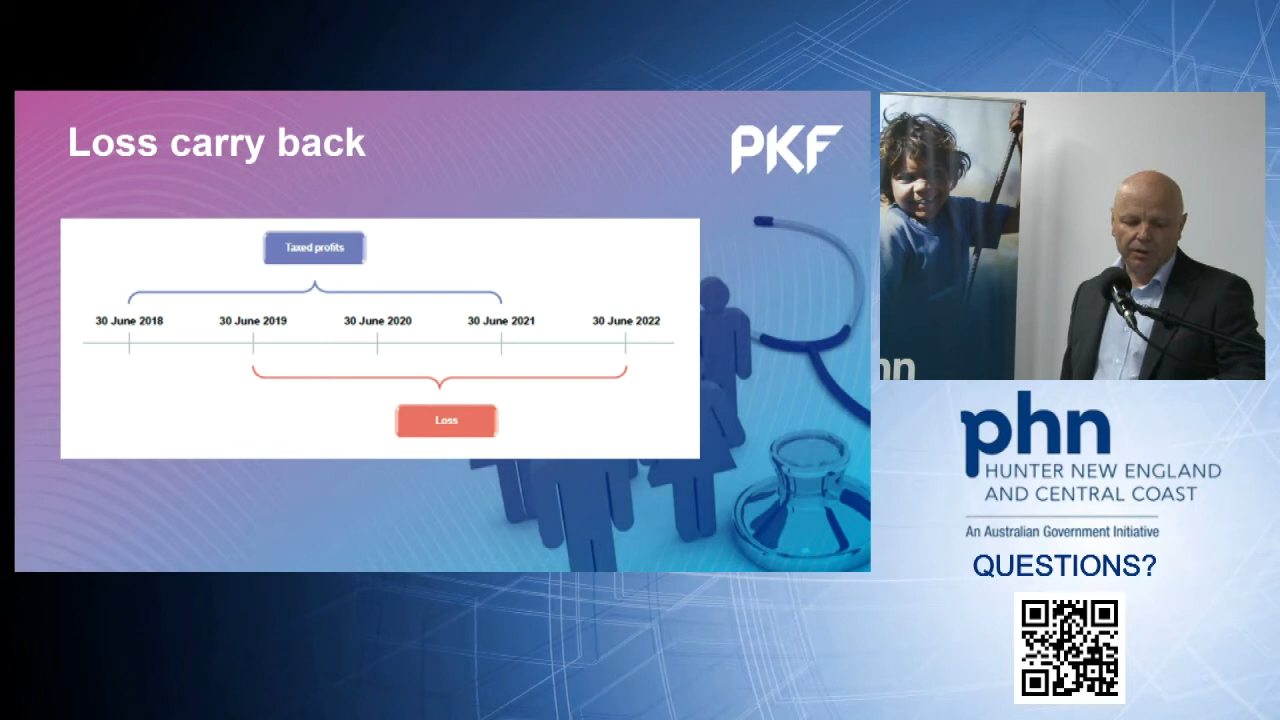 Loss carry back
PKF
Taxed profits
30 June 2018 30 June 2019 30 June 2020 30 June 2021 30 June 2022
Loss
hn
phn
HUNTER NEW ENGLAND
AND CENTRAL COAST
An Australian Government Initiative
QUESTIONS?